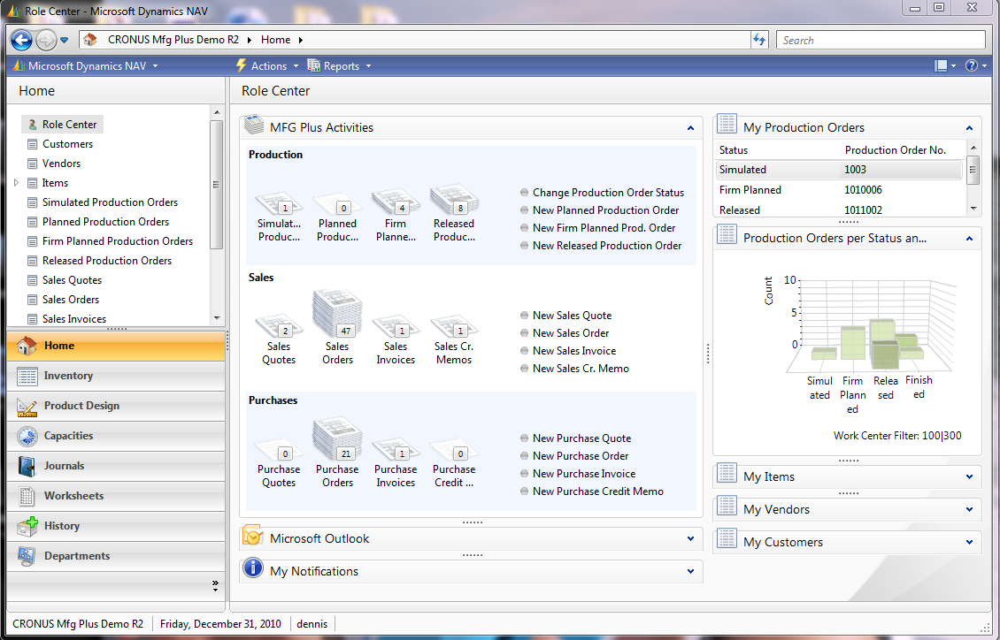 Role Center - Microsoft Dynamics NAV
CRONUS Mfg Plus Demo R2
Home
Search
Microsoft Dynamics NAV
Actions
Reports
Home
Role Center
Customers
Vendors
Items
Simulated Production Orders
Planned Production Orders
Firm Planned Production Orders
Released Production Orders
Sales Quotes
Sales Orders
Sales Invoices
Home
Inventory
Product Design
Capacities
Journals
Worksheets
History
Departments
Role Center
MFG Plus Activities
Production
1
Simulat...
Produc...
0
Planned
Produc...
4
Firm
Planne...
8
Released
Produc...
Change Production Order Status
New Planned Production Order
New Firm Planned Prod. Order
New Released Production Order
Sales
2
Sales
Quotes
47
Sales
Orders
1
Sales
Invoices
1
Sales Cr.
Memos
New Sales Quote
New Sales Order
New Sales Invoice
New Sales Cr. Memo
Purchases
0
Purchase
Quotes
21
Purchase
Orders
1
Purchase
Invoices
0
Purchase
Credit ...
New Purchase Quote
New Purchase Order
New Purchase Invoice
New Purchase Credit Memo
Microsoft Outlook
My Notifications
My Production Orders
Status Production Order No.
Simulated 1003
Firm Planned 1010006
Released 1011002
Production Orders per Status an...
Count
10
5
0
Simul
ated
Firm
Plann
ed
Relea
sed
Finish
ed
Work Center Filter: 100|300
My Items
My Vendors
My Customers
CRONUS Mfg Plus Demo R2
Friday, December 31, 2010
dennis